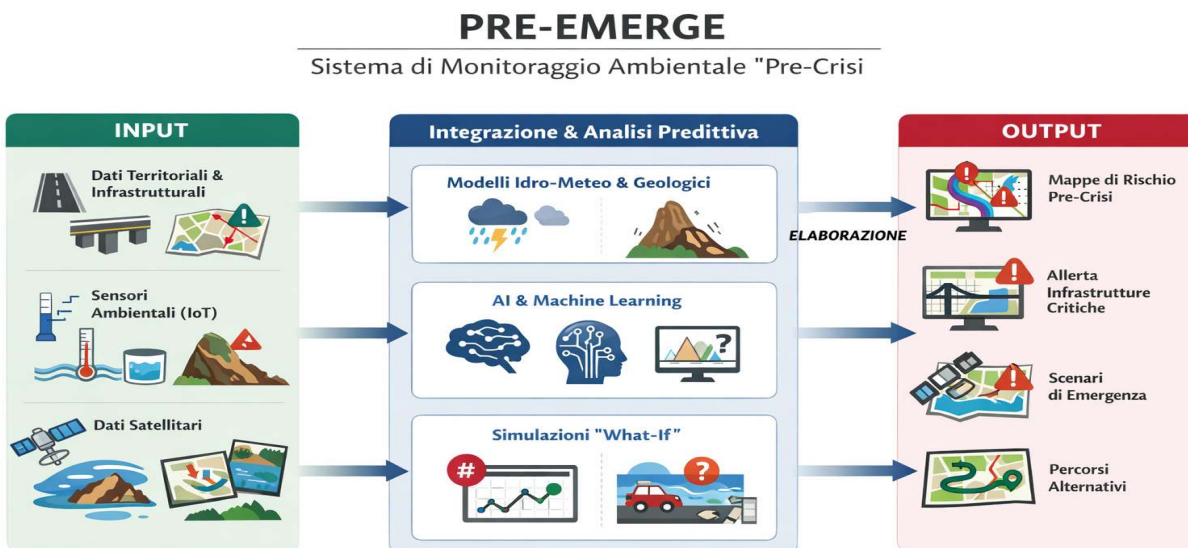 PRE-EMERGE
Sistema di Monitoraggio Ambientale "Pre-Crisi
INPUT
Dati Territoriali &
Infrastrutturali
Sensori
Ambientali (IoT)
Dati Satellitari
Integrazione & Analisi Predittiva
Modelli Idro-Meteo & Geologici
AI & Machine Learning
?
Simulazioni "What-If"
#
?
ELABORAZIONE
OUTPUT
Mappe di Rischio
Pre-Crisi
Allerta
Infrastrutture
Critiche
Scenari
di Emergenza
Percorsi
Alternativi